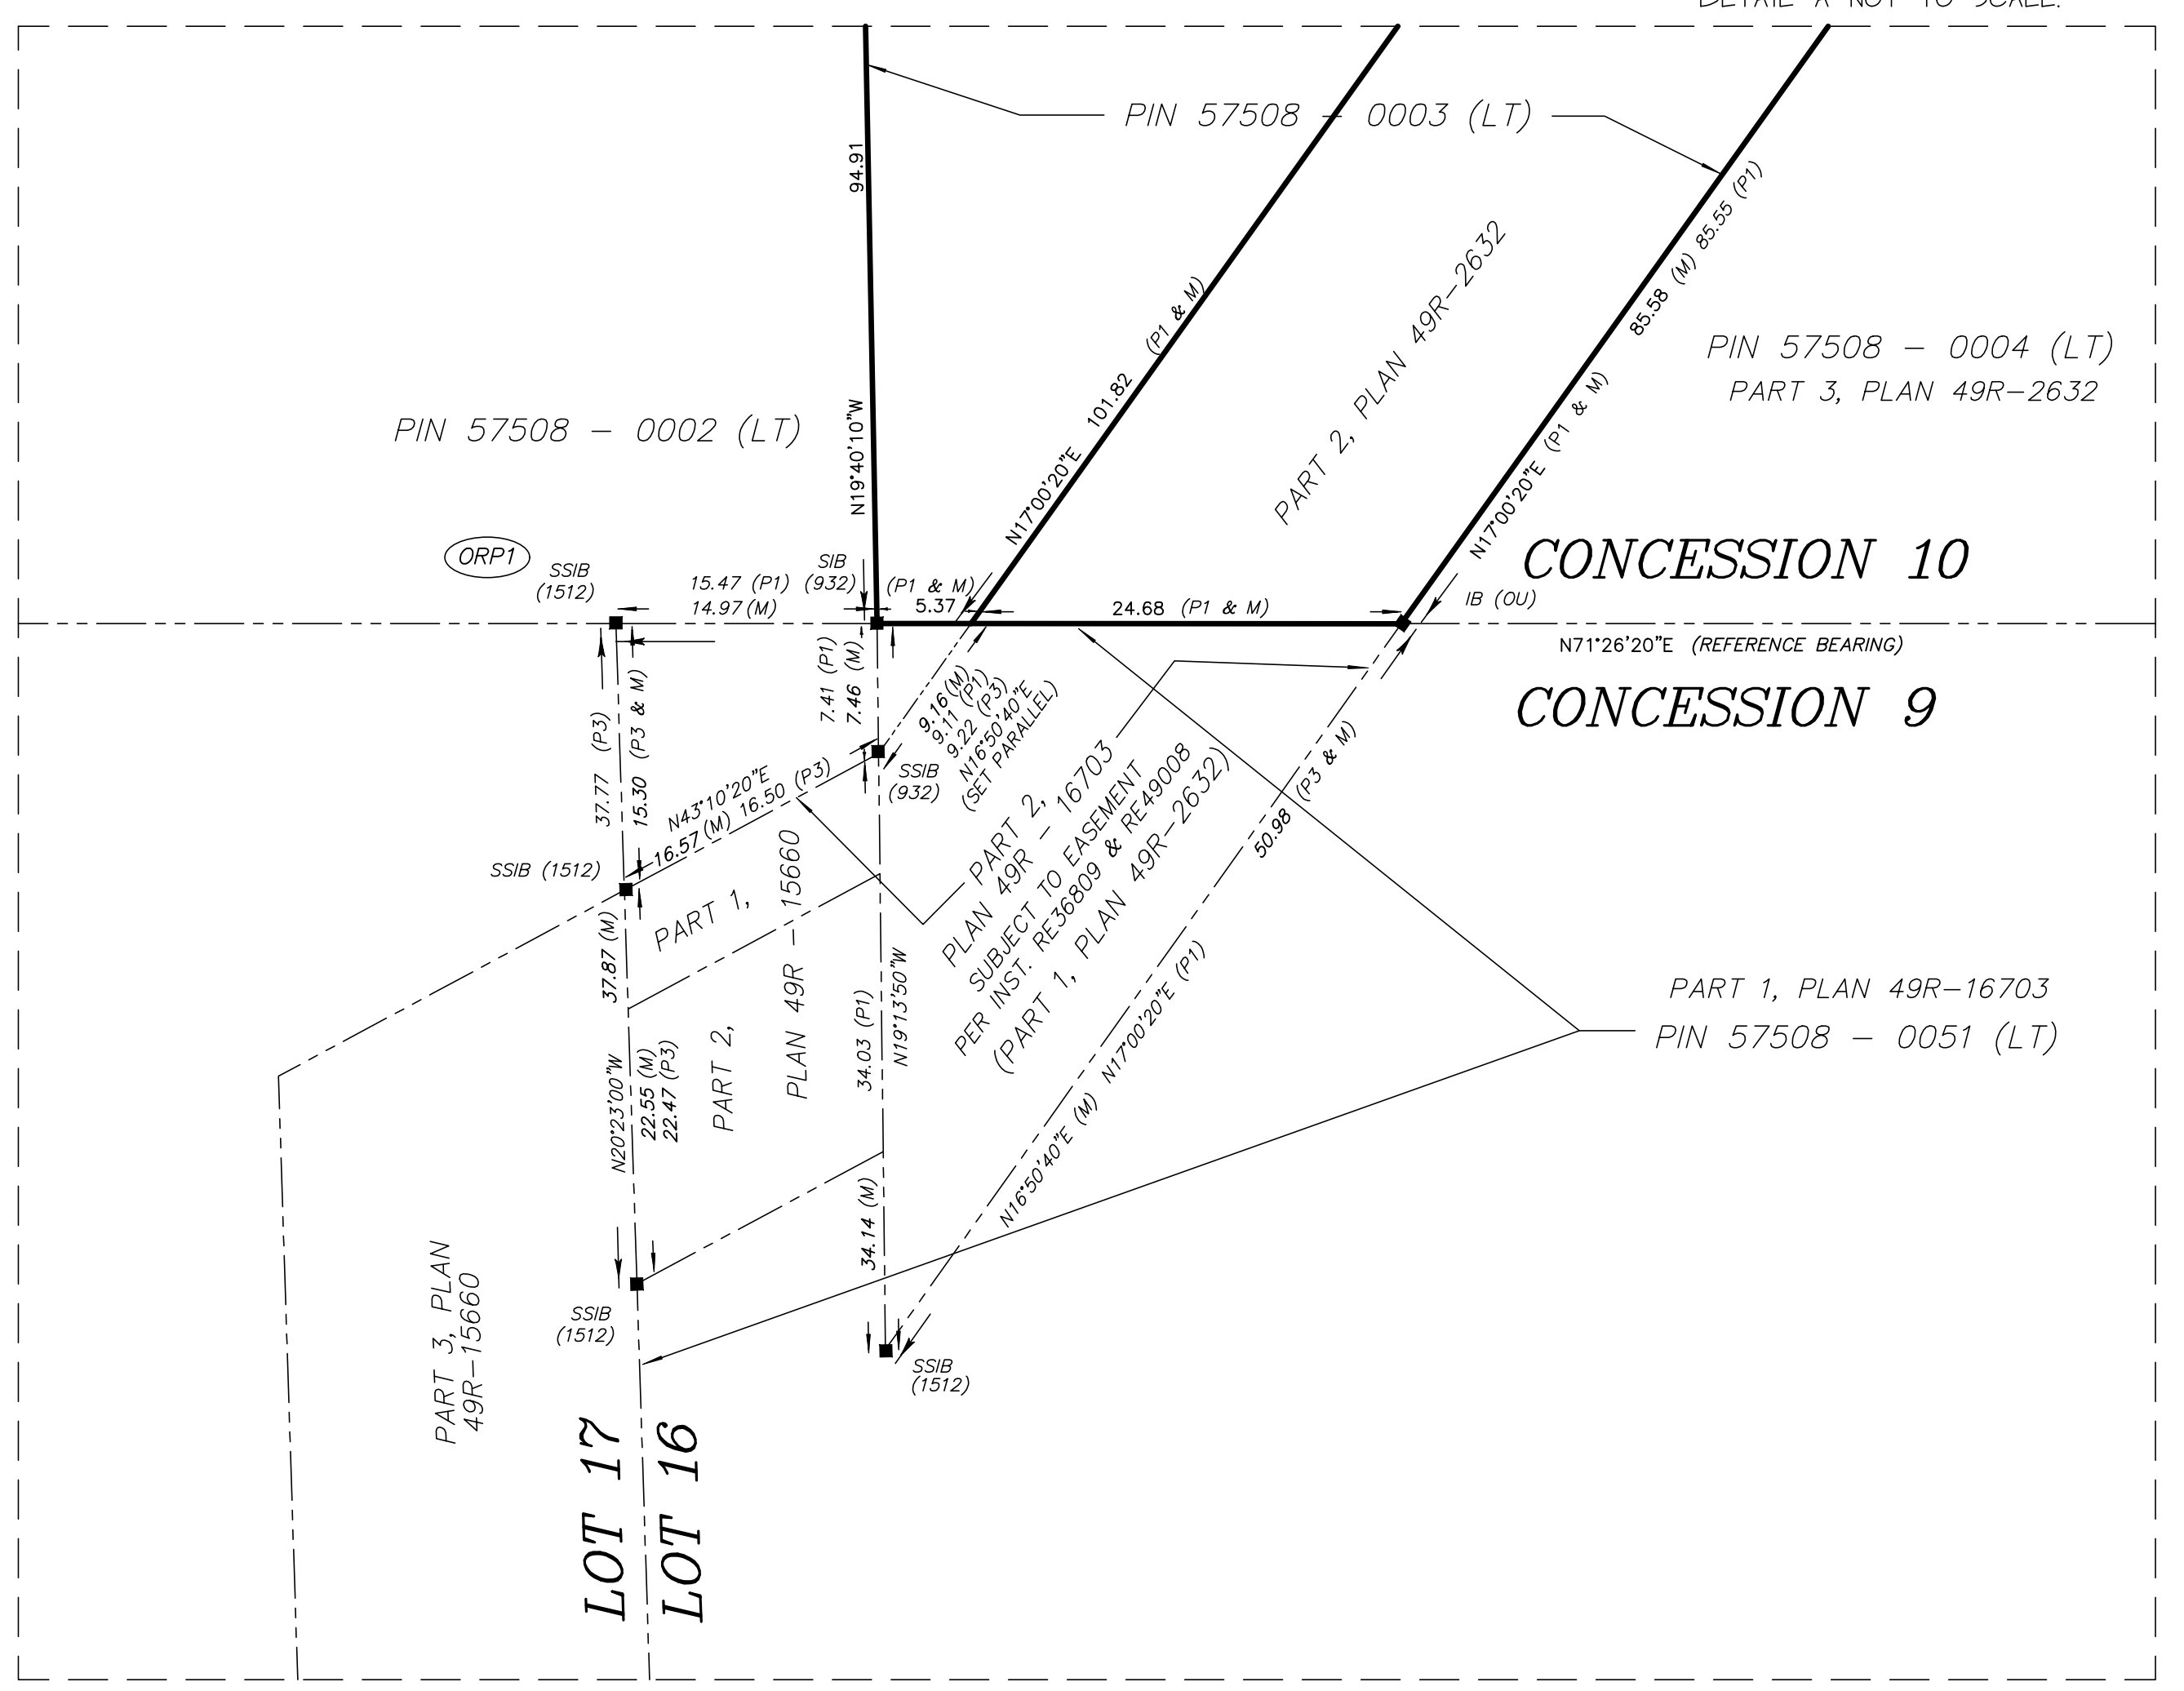 DETAIL A NOT TO SCALE.
PIN 57508 - 0003 (LT)
94.91
N19°40'10"W
(P1 & M)
101.82
N17°00'20"E
PART 2, PLAN 49R-2632
85.55 (P1)
85.58 (M)
N17°00'20"E (P1 & M)
PIN 57508 - 0004 (LT)
PART 3, PLAN 49R-2632
PIN 57508 - 0002 (LT)
ORP1
SSIB
(1512)
15.47 (P1)
14.97 (M)
SIB
(932)
(P1 & M)
5.37
24.68 (P1 & M)
IB (OU)
CONCESSION 10
N71°26'20"E (REFERENCE BEARING)
CONCESSION 9
37.77 (P3)
15.30 (P3 & M)
7.41 (P1)
7.46 (M)
9.16 (M)
9.11 (P1)
9.22 (P3)
N16°50'40"E
(SET PARALLEL)
SSIB
(932)
N43°10'20"E
16.57 (M) 16.50 (P3)
SSIB (1512)
PART 1,
PLAN 49R - 15660
PART 2,
37.87 (M)
N20°23'00"W
22.55 (M)
22.47 (P3)
34.03 (P1)
N19°13'50"W
34.14 (M)
PART 2,
PLAN 49R - 16703
SUBJECT TO EASEMENT
PER INST. RE36809 & RE49008
(PART 1, PLAN 49R-2632)
50.98 (P3 & M)
N16°50'40"E (M) N17°00'20"E (P1)
PART 1, PLAN 49R-16703
PIN 57508 - 0051 (LT)
PART 3, PLAN
49R-15660
SSIB
(1512)
SSIB
(1512)
LOT 17
LOT 16